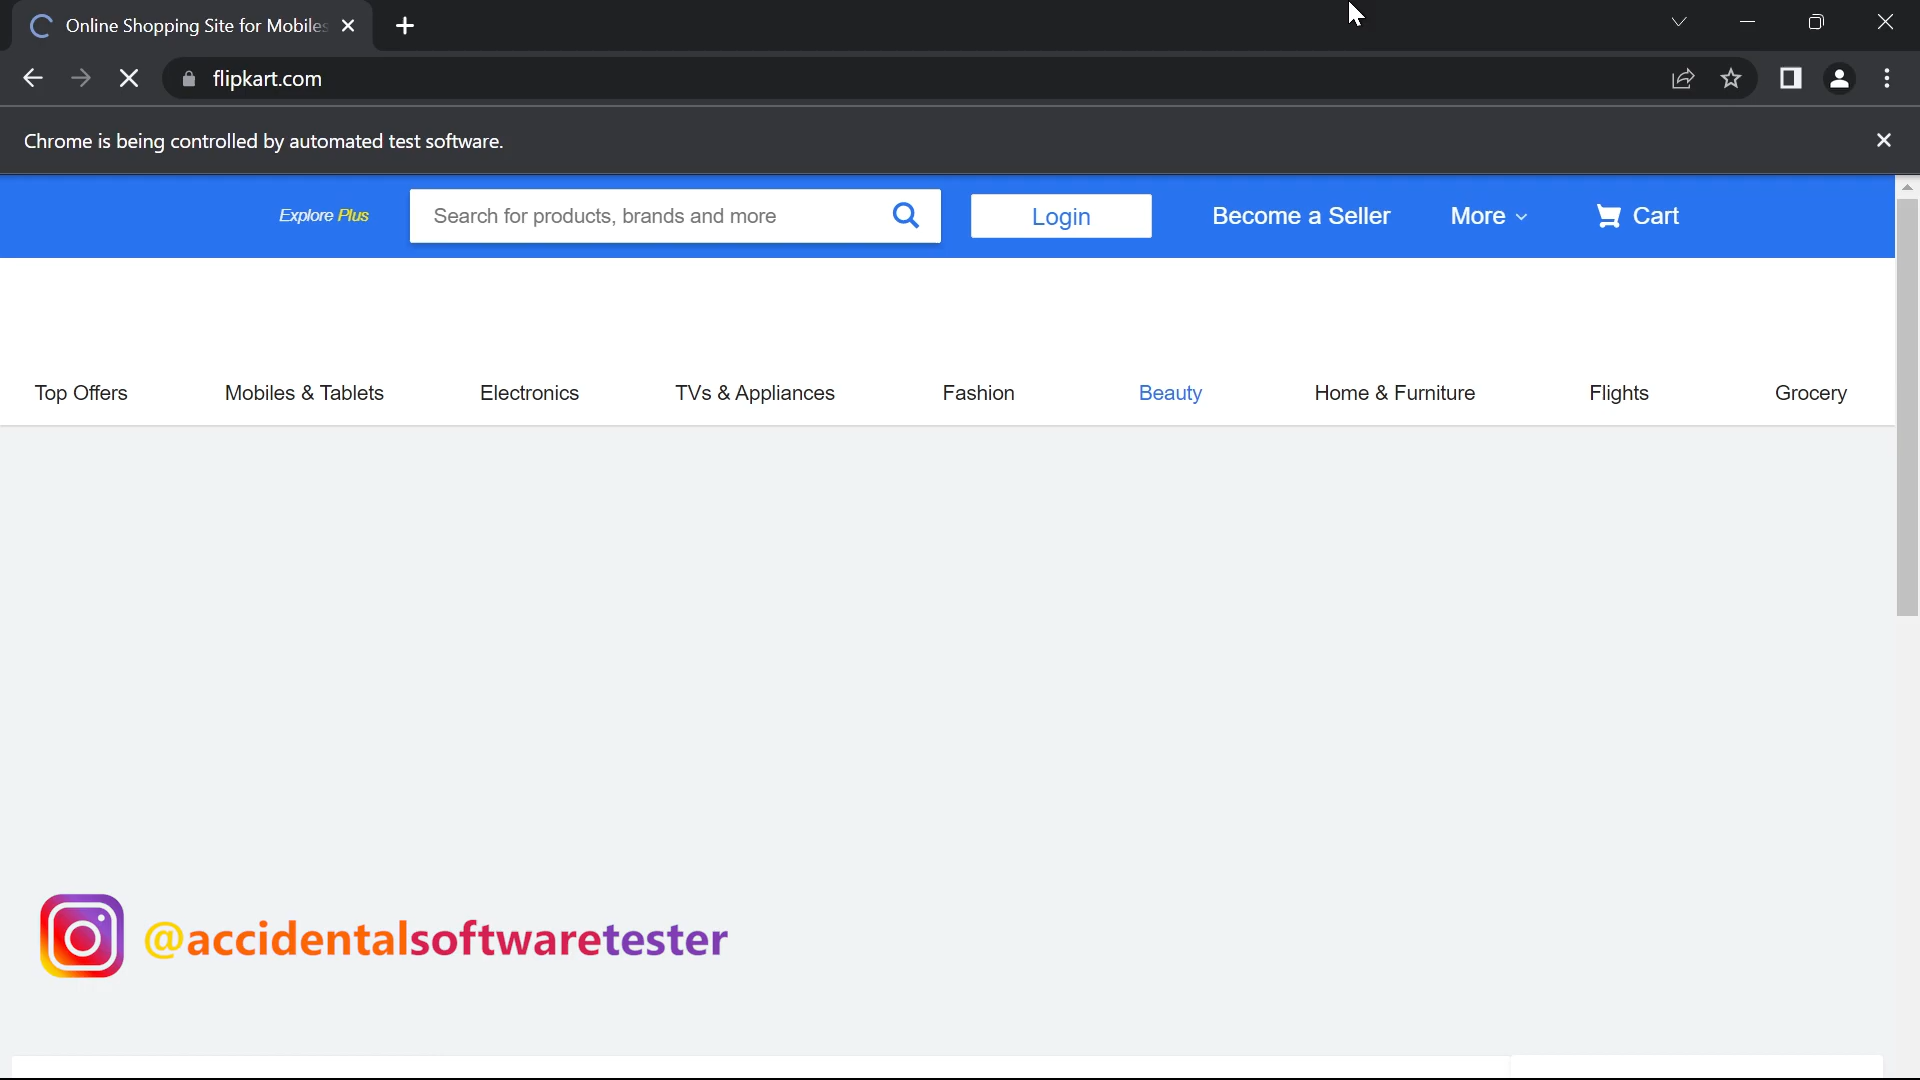 Online Shopping Site for Mobiles
flipkart.com
Chrome is being controlled by automated test software.
Explore Plus
Search for products, brands and more
Login
Become a Seller
More
Cart
Top Offers
Mobiles & Tablets
Electronics
TVs & Appliances
Fashion
Beauty
Home & Furniture
Flights
Grocery
@accidentalsoftwaretester